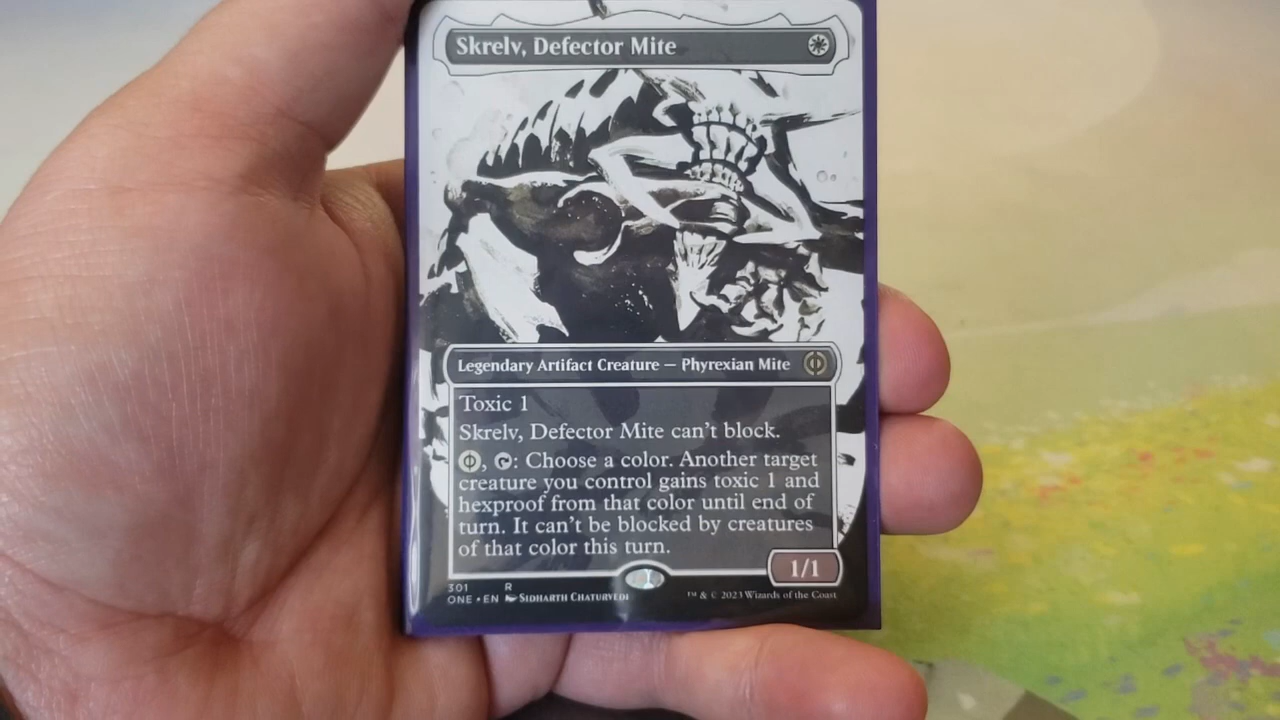 Skrelv, Defector Mite
Legendary Artifact Creature — Phyrexian Mite
Toxic 1
Skrelv, Defector Mite can't block.
, : Choose a color. Another target
creature you control gains toxic 1 and
hexproof from that color until end of
turn. It can't be blocked by creatures
of that color this turn.
1/1
301 R
ONE • EN SIDHARTH CHATURVEDI
™ & © 2023 Wizards of the Coast